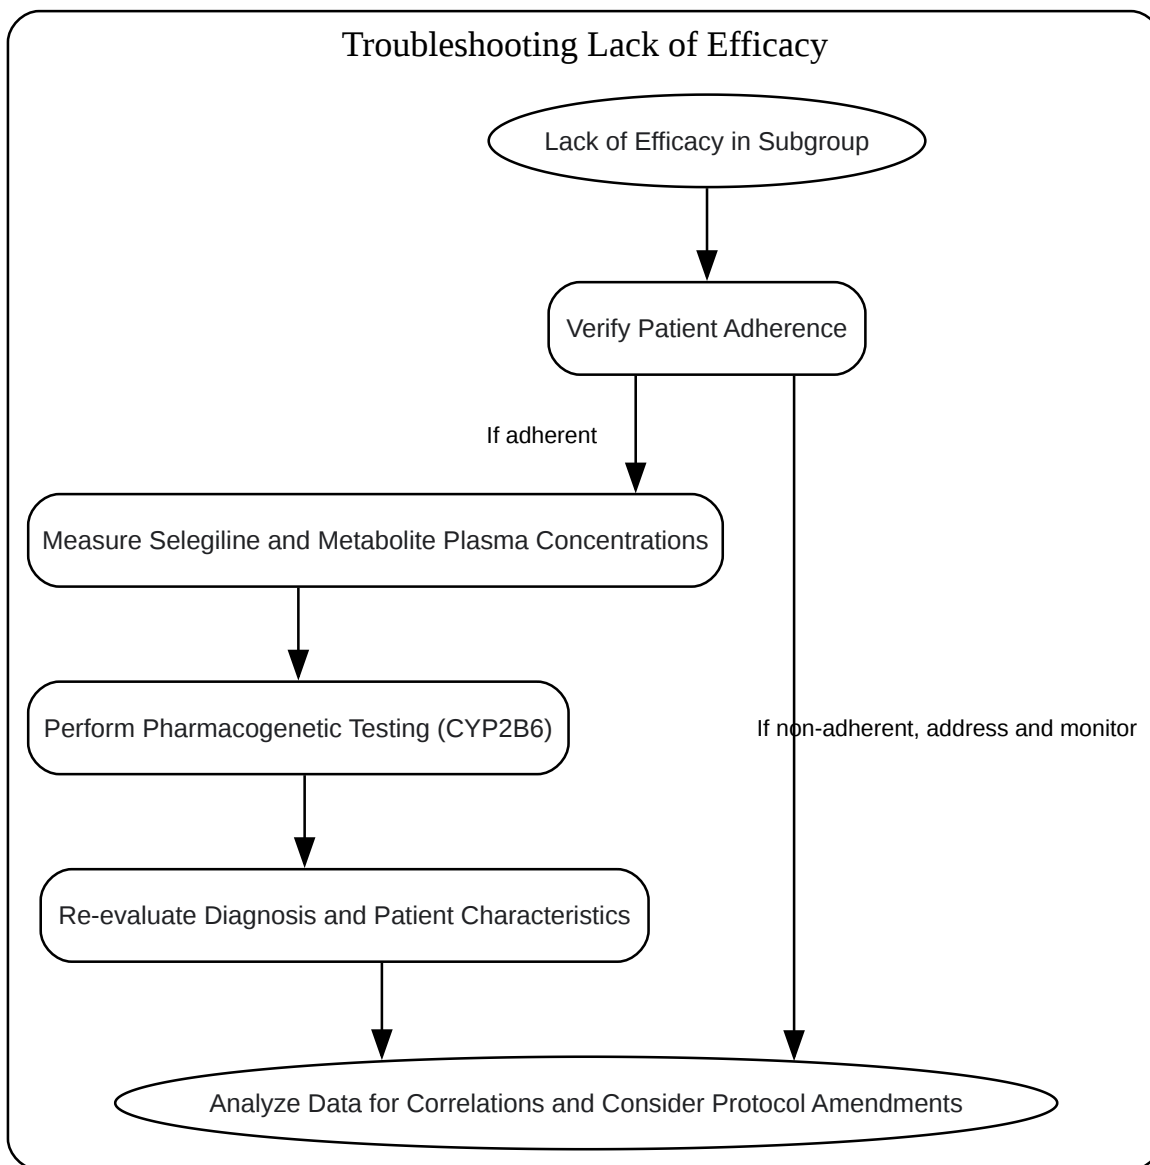 Troubleshooting Lack of Efficacy
Lack of Efficacy in Subgroup
Verify Patient Adherence
If adherent
Measure Selegiline and Metabolite Plasma Concentrations
Perform Pharmacogenetic Testing (CYP2B6)
If non-adherent, address and monitor
Re-evaluate Diagnosis and Patient Characteristics
Analyze Data for Correlations and Consider Protocol Amendments